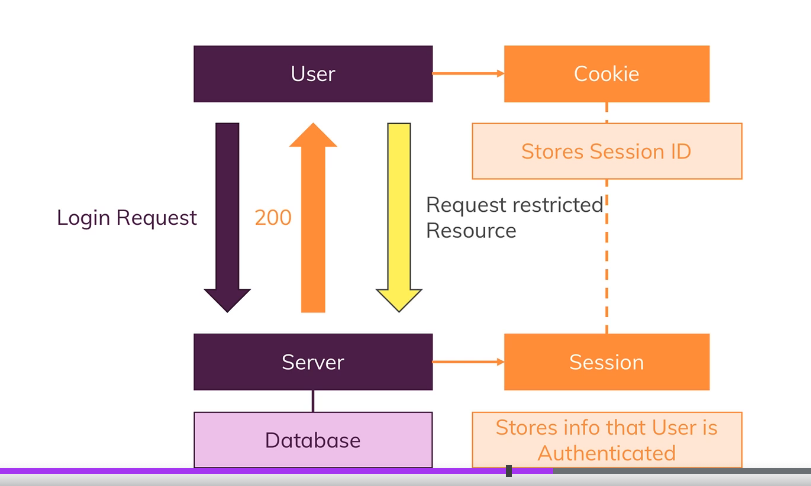 User
Cookie
Stores Session ID
Login Request
200
Request restricted
Resource
Server
Session
Database
Stores info that User is
Authenticated